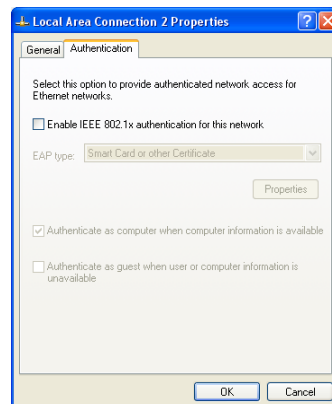 Local Area Connection 2 Properties
General
Authentication
Select this option to provide authenticated network access for
Ethernet networks.
Enable IEEE 802.1x authentication for this network
EAP type:
Smart Card or other Certificate
Properties
Authenticate as computer when computer information is available
Authenticate as guest when user or computer information is
unavailable
OK
Cancel